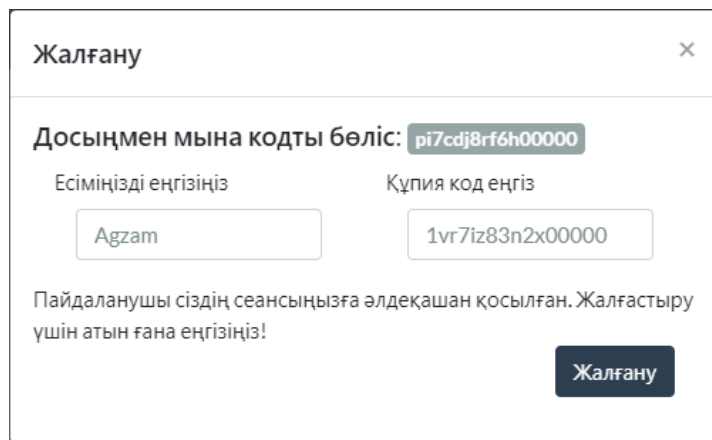 Жалғану ×
Досыңмен мына кодты бөліс: pi7cdj8rf6h00000
Есіміңізді еңгізіңіз Құпия код еңгіз
Agzam 1vr7iz83n2x00000
Пайдаланушы сіздің сеансыңызға әлдеқашан қосылған. Жалғастыру
үшін атын ғана еңгізіңіз!
Жалғану